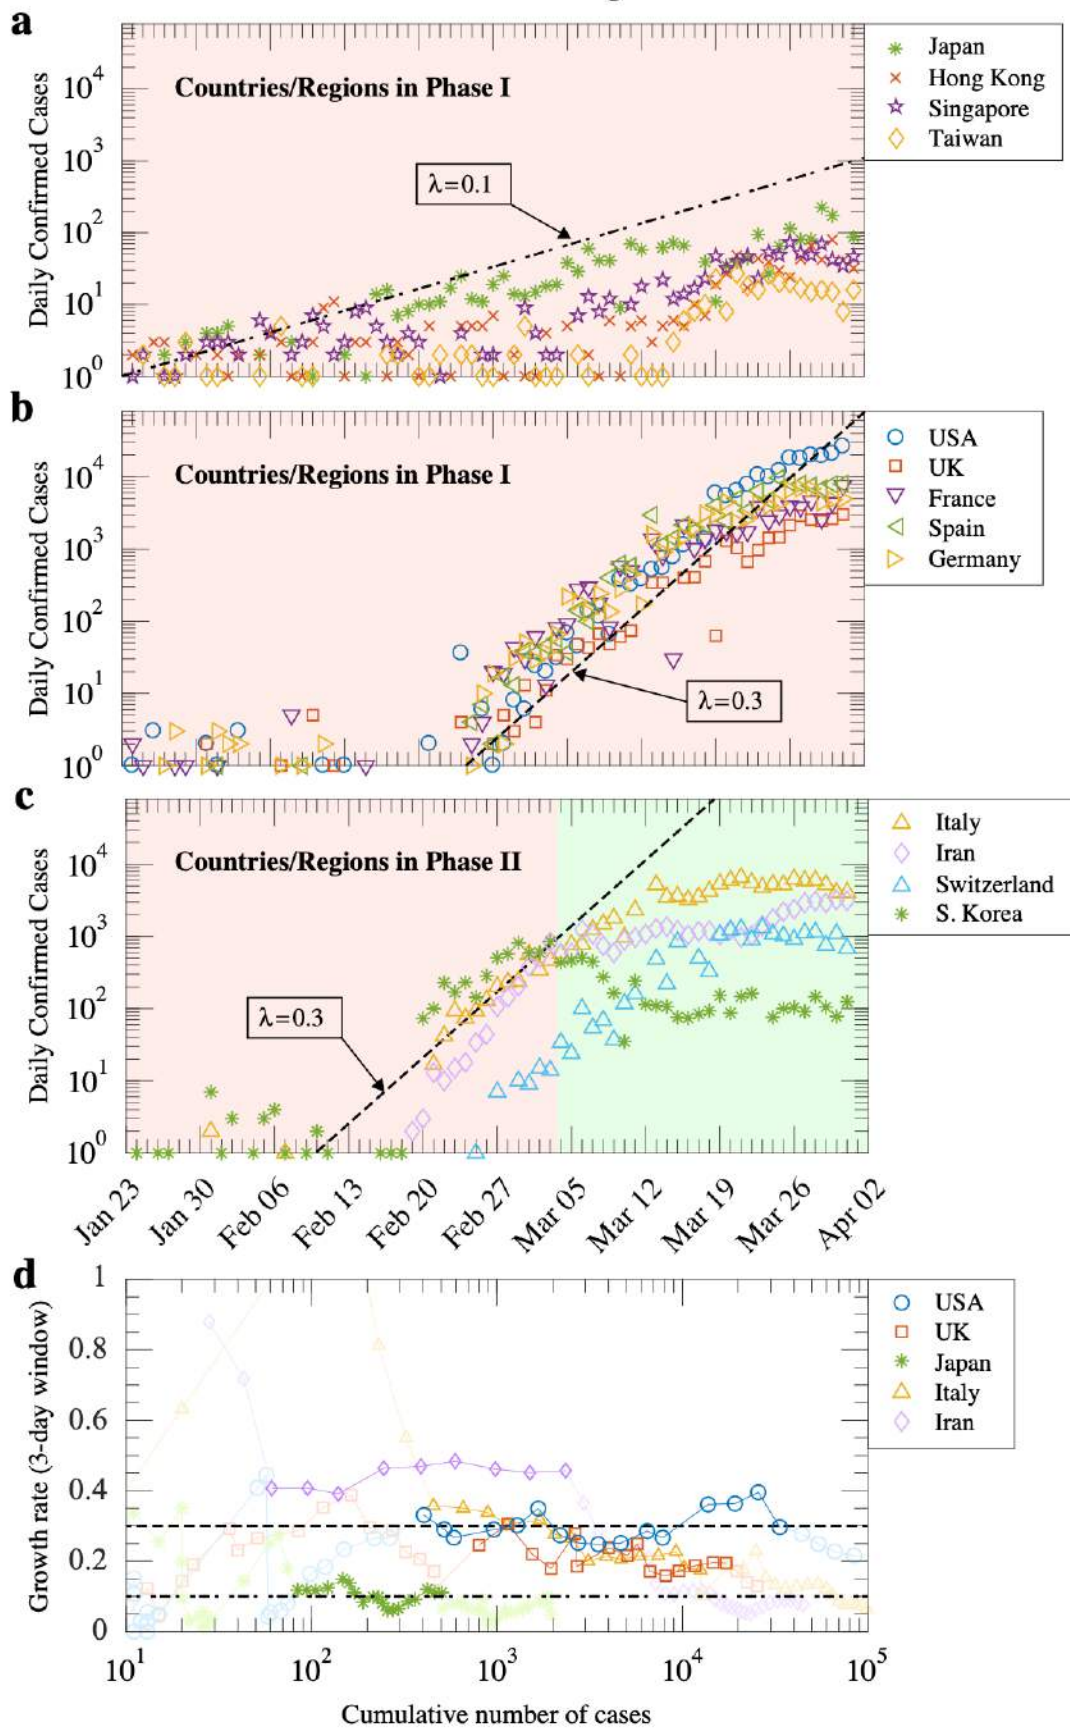 a
Daily Confirmed Cases
10^4
10^3
10^2
10^1
10^0
Countries/Regions in Phase I
λ=0.1
Japan
Hong Kong
Singapore
Taiwan
b
Daily Confirmed Cases
10^4
10^3
10^2
10^1
10^0
Countries/Regions in Phase I
λ=0.3
USA
UK
France
Spain
Germany
c
Daily Confirmed Cases
10^4
10^3
10^2
10^1
10^0
Countries/Regions in Phase II
λ=0.3
Italy
Iran
Switzerland
S. Korea
Jan 23
Jan 30
Feb 06
Feb 13
Feb 20
Feb 27
Mar 05
Mar 12
Mar 19
Mar 26
Apr 02
d
Growth rate (3-day window)
1
0.8
0.6
0.4
0.2
0
USA
UK
Japan
Italy
Iran
10^1
10^2
10^3
10^4
10^5
Cumulative number of cases